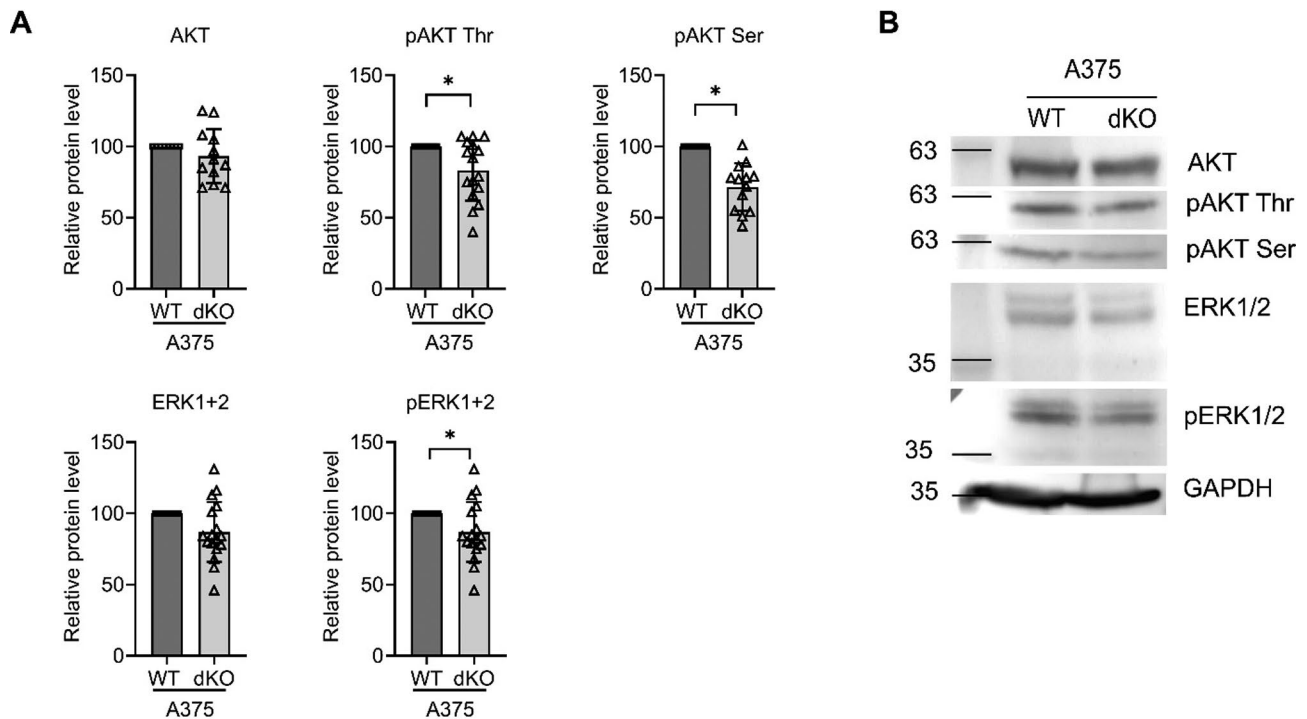 A
AKT
Relative protein level
150
*
100
50
0
WT dKO
A375
pAKT Thr
Relative protein level
150
*
100
50
0
WT dKO
A375
pAKT Ser
Relative protein level
150
*
100
50
0
WT dKO
A375
ERK1+2
Relative protein level
150
100
50
0
WT dKO
A375
pERK1+2
Relative protein level
150
*
100
50
0
WT dKO
A375
B
A375
WT dKO
63 AKT
63 pAKT Thr
63 pAKT Ser
ERK1/2
35
pERK1/2
35
35 GAPDH